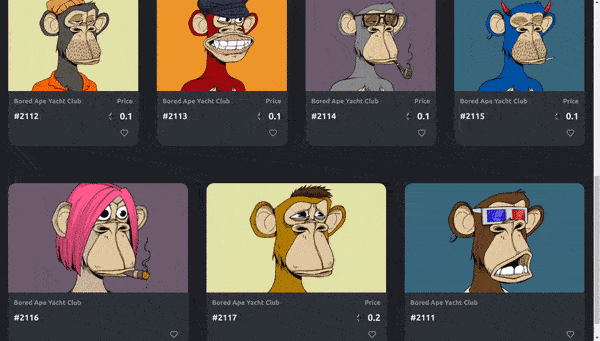 Bored Ape Yacht Club Price
#2112 0.1
Bored Ape Yacht Club Price
#2113 0.1
Bored Ape Yacht Club Price
#2114 0.1
Bored Ape Yacht Club Price
#2115 0.1
Bored Ape Yacht Club
#2116
Bored Ape Yacht Club Price
#2117 0.2
Bored Ape Yacht Club
#2111